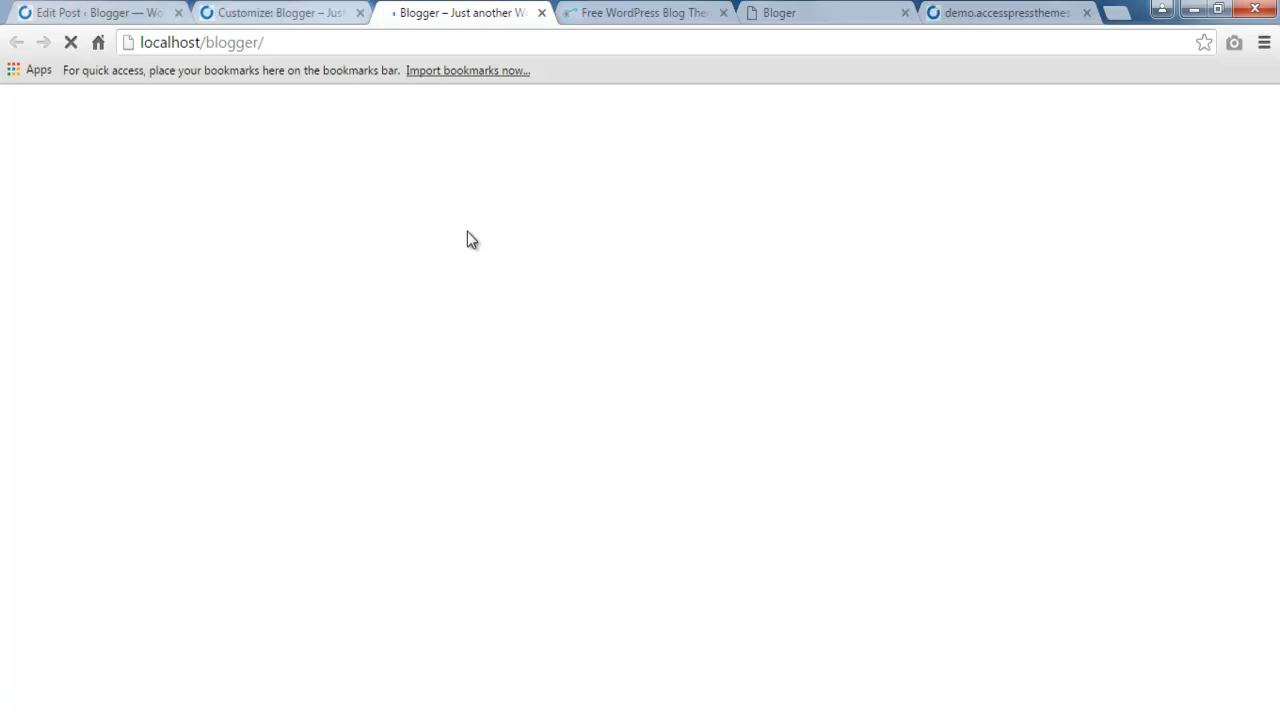 Edit Post ‹ Blogger — Wo
Customize: Blogger – Just
Blogger – Just another W
Free WordPress Blog The
Bloger
demo.accesspressthemes.
localhost/blogger/
Apps
For quick access, place your bookmarks here on the bookmarks bar. Import bookmarks now...